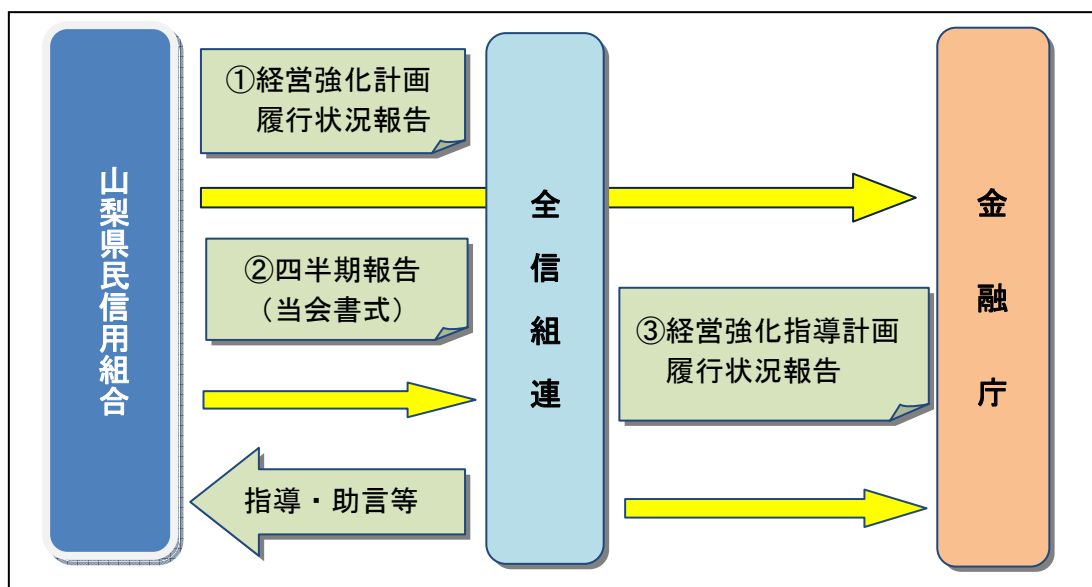 山梨県民信用組合
①経営強化計画
履行状況報告
②四半期報告
（当会書式）
指導・助言等
全信組連
③経営強化指導計画
履行状況報告
金融庁